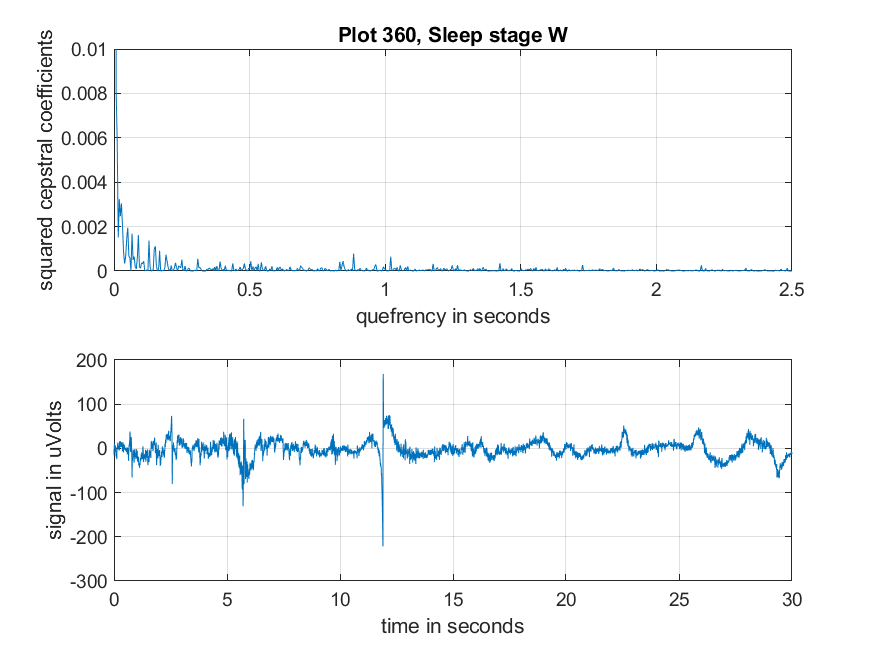 Plot 360, Sleep stage W
squared cepstral coefficients
0.01
0.008
0.006
0.004
0.002
0
0 0.5 1 1.5 2 2.5
quefrency in seconds
signal in uVolts
200
100
0
-100
-200
-300
0 5 10 15 20 25 30
time in seconds